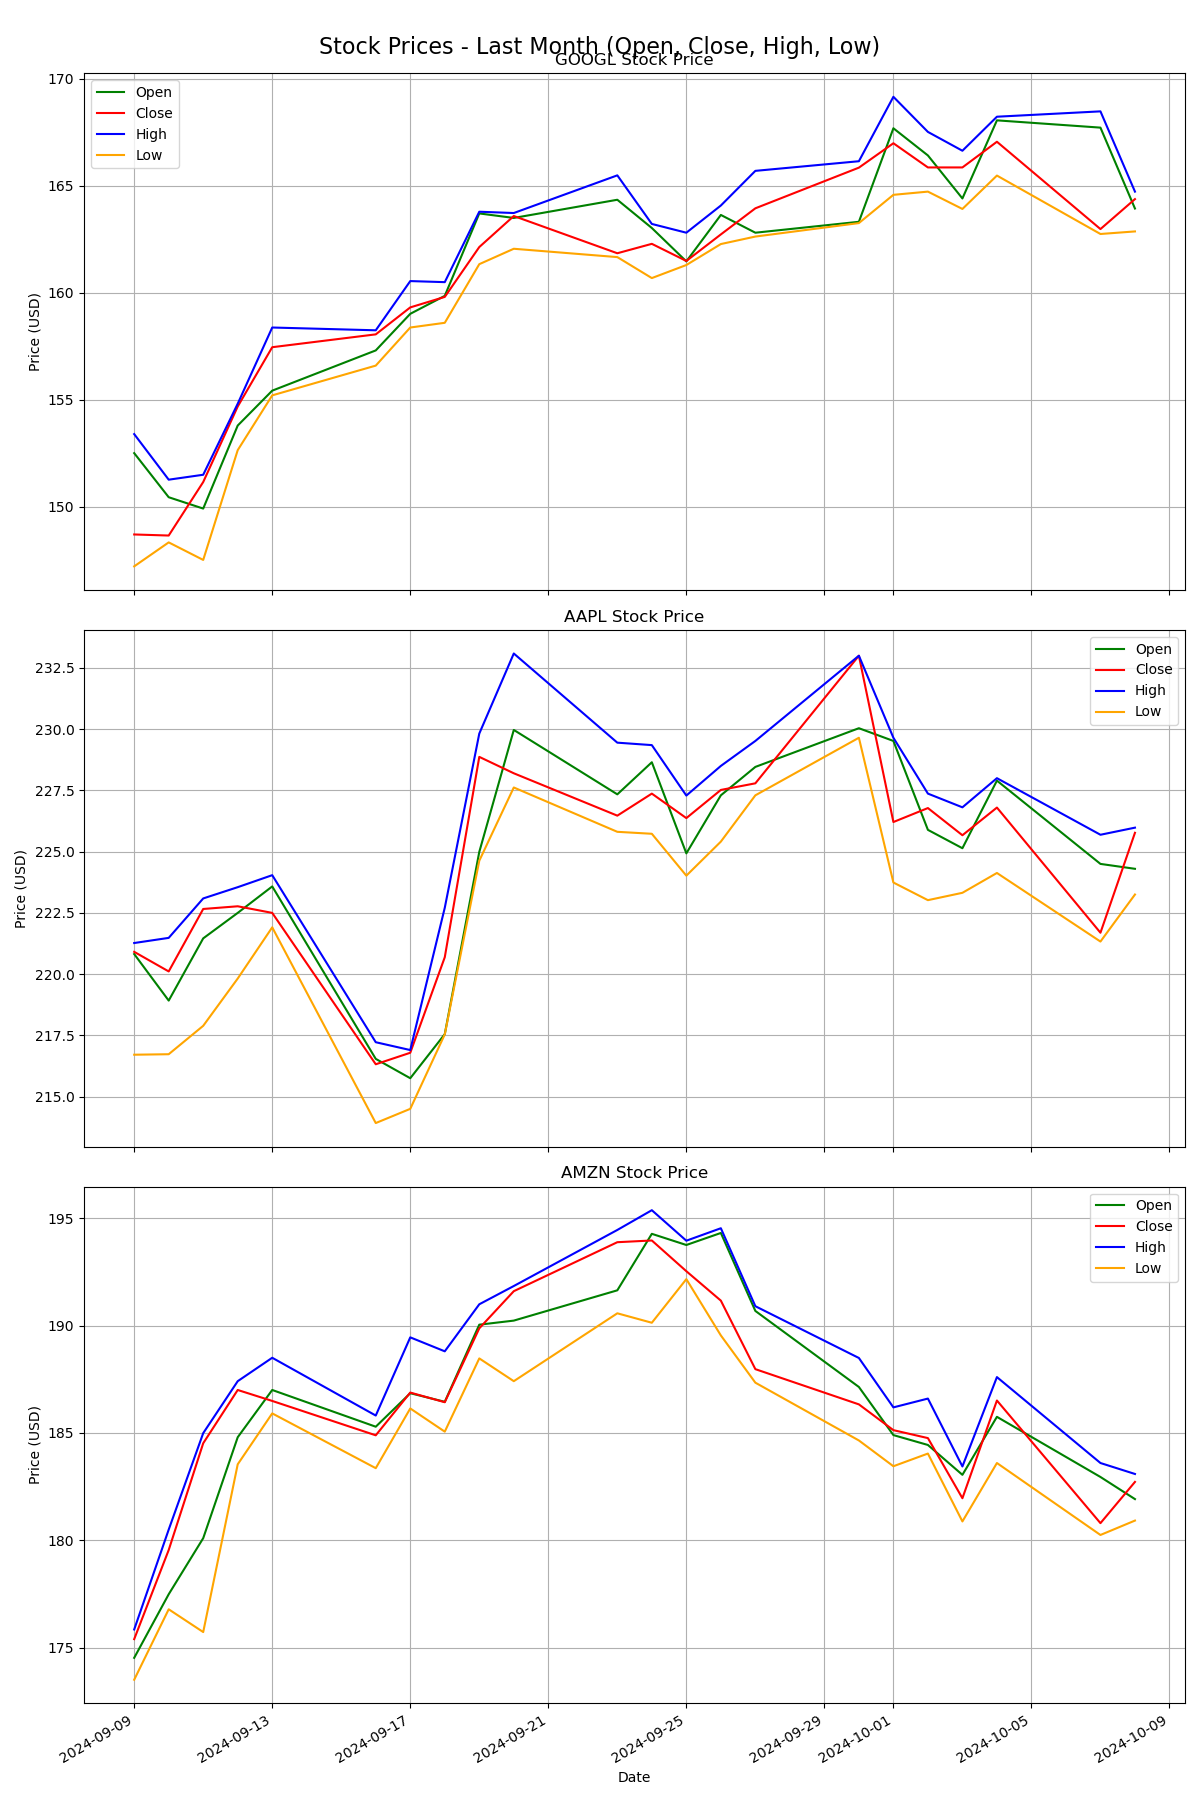 Stock Prices - Last Month (Open, Close, High, Low)
GOOGL Stock Price
170
165
160
155
150
Price (USD)
Open
Close
High
Low
AAPL Stock Price
232.5
230.0
227.5
225.0
222.5
220.0
217.5
215.0
Price (USD)
Open
Close
High
Low
AMZN Stock Price
195
190
185
180
175
Price (USD)
Open
Close
High
Low
2024-09-09
2024-09-13
2024-09-17
2024-09-21
2024-09-25
2024-09-29
2024-10-01
2024-10-05
2024-10-09
Date